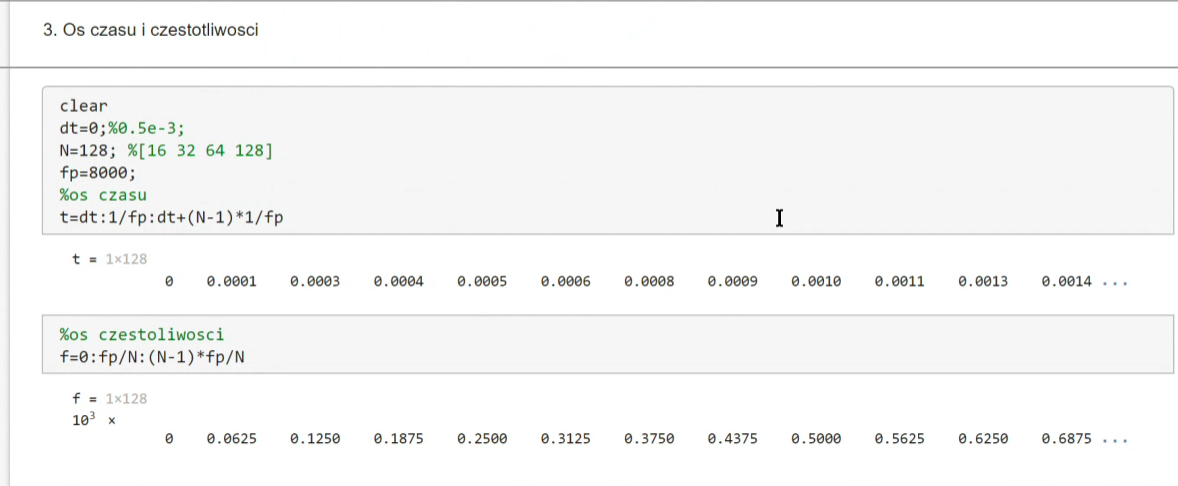 3. Os czasu i czestotliwosci
clear
dt=0;%0.5e-3;
N=128; %[16 32 64 128]
fp=8000;
%os czasu
t=dt:1/fp:dt+(N-1)*1/fp
t = 1×128
0 0.0001 0.0003 0.0004 0.0005 0.0006 0.0008 0.0009 0.0010 0.0011 0.0013 0.0014 ...
%os czestoliwosci
f=0:fp/N:(N-1)*fp/N
f = 1×128
10³ ×
0 0.0625 0.1250 0.1875 0.2500 0.3125 0.3750 0.4375 0.5000 0.5625 0.6250 0.6875 ...